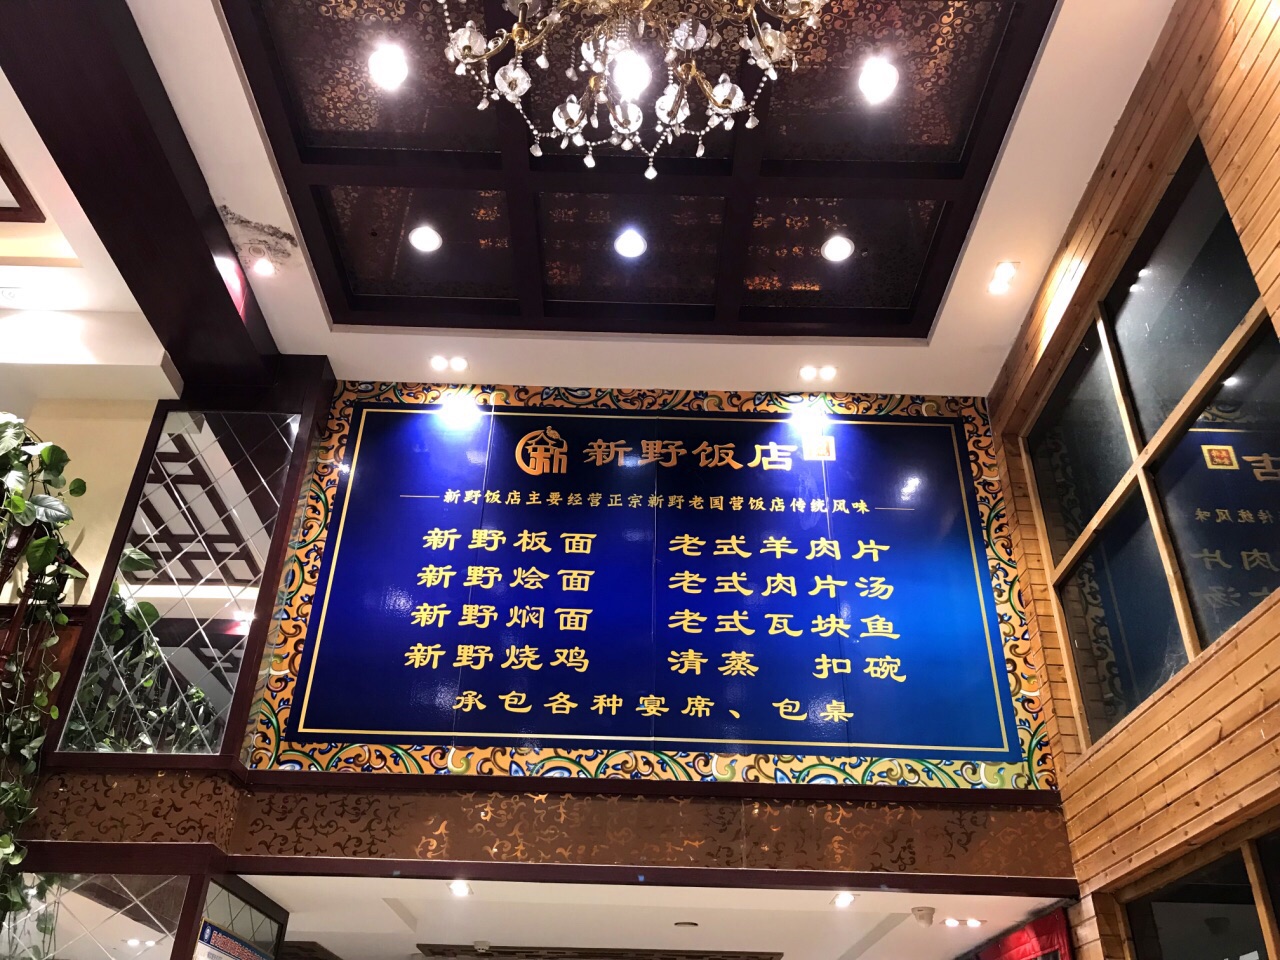 新野饭店
新野饭店主要经营正宗新野老国营饭店传统风味
新野板面 老式羊肉片
新野烩面 老式肉片汤
新野焖面 老式瓦块鱼
新野烧鸡 清蒸 扣碗
承包各种宴席、包桌